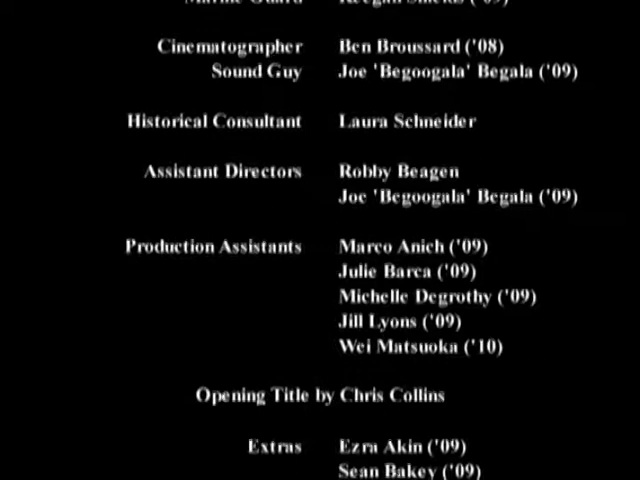 Cinematographer Ben Broussard ('08)
Sound Guy Joe 'Begoogala' Begala ('09)
Historical Consultant Laura Schneider
Assistant Directors Robby Beagen
Joe 'Begoogala' Begala ('09)
Production Assistants Marco Anich ('09)
Julie Barca ('09)
Michelle Degrothy ('09)
Jill Lyons ('09)
Wei Matsuoka ('10)
Opening Title by Chris Collins
Extras Ezra Akin ('09)
Sean Bakey ('09)